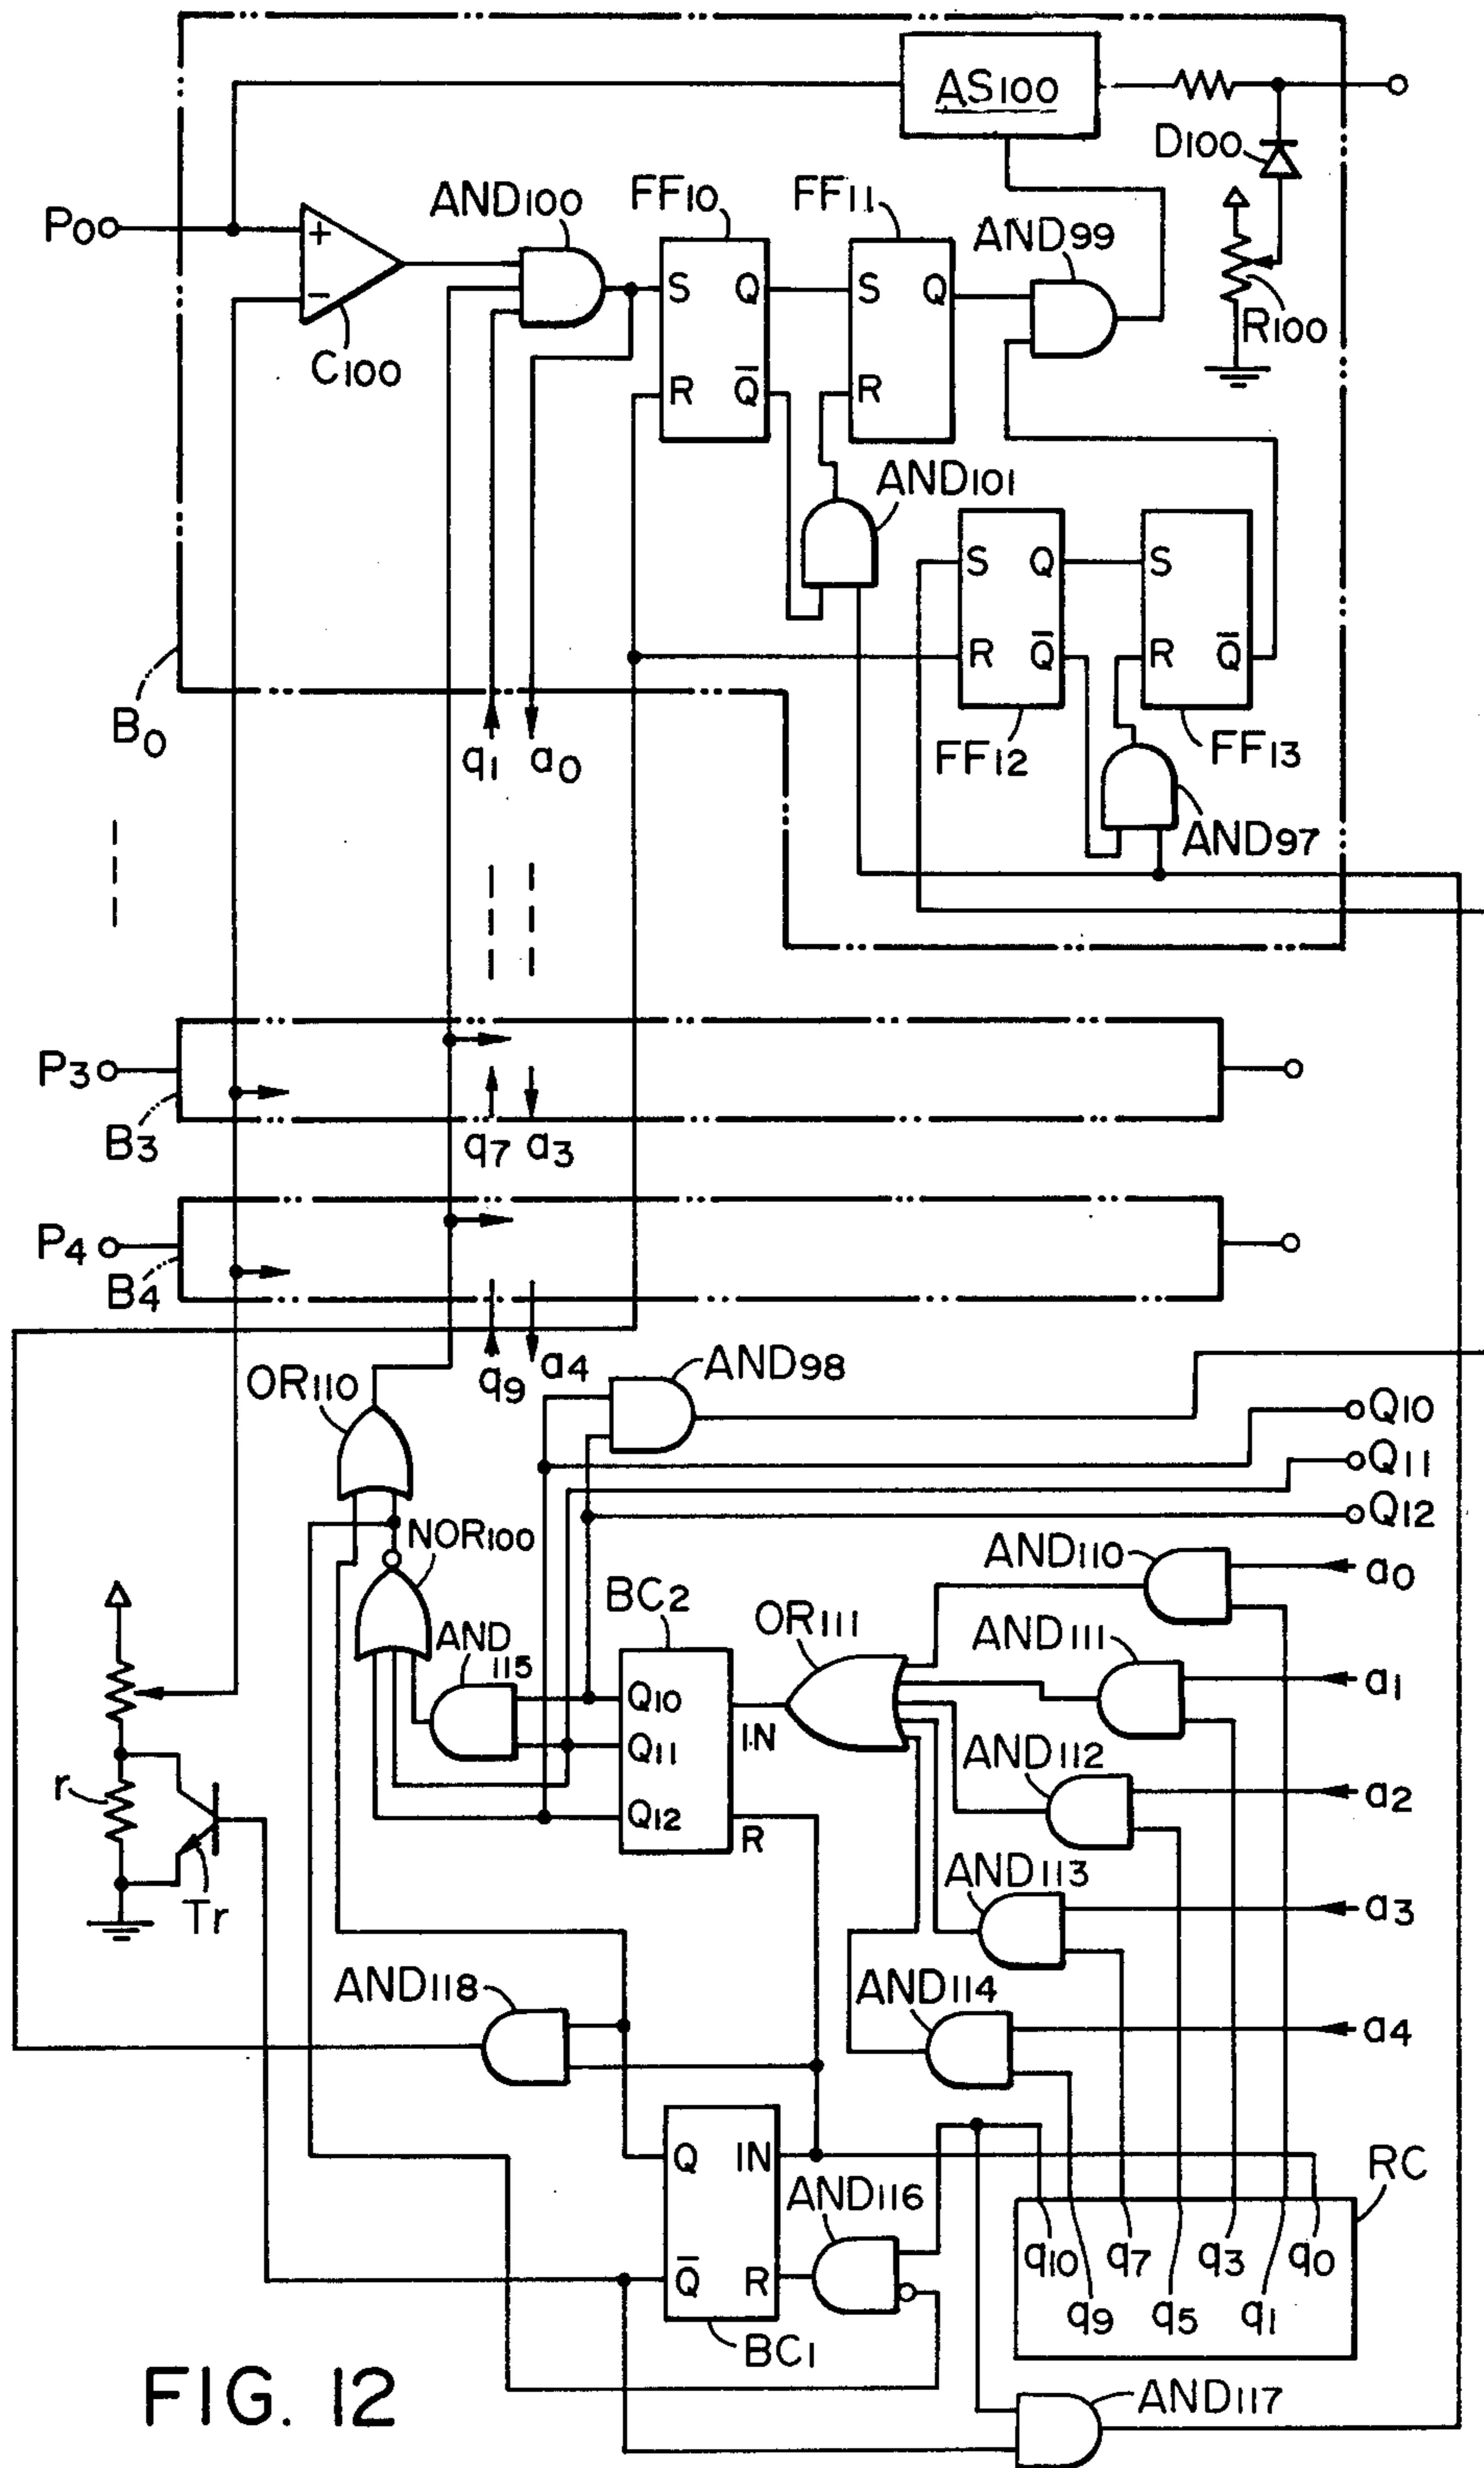 AS100
D100
AND100
FF10
FF11
AND99
P0
+
−
S Q
S Q
R Q̅
R
R100
C100
AND101
S Q
S
R Q̅
R Q̅
B0
q1 a0
FF12
FF13
AND97
P3
B3
q7 a3
P4
B4
q9 a4
AND98
OR110
Q10
Q11
Q12
NOR100
AND110
a0
BC2
OR111
AND111
AND
115
a1
Q10
IN
Q11
AND112
r
a2
Q12
R
AND113
Tr
a3
AND118
AND114
a4
Q IN
RC
AND116
q10 q7 q3 q0
Q̅ R
q9 q5 q1
BC1
FIG. 12
AND117